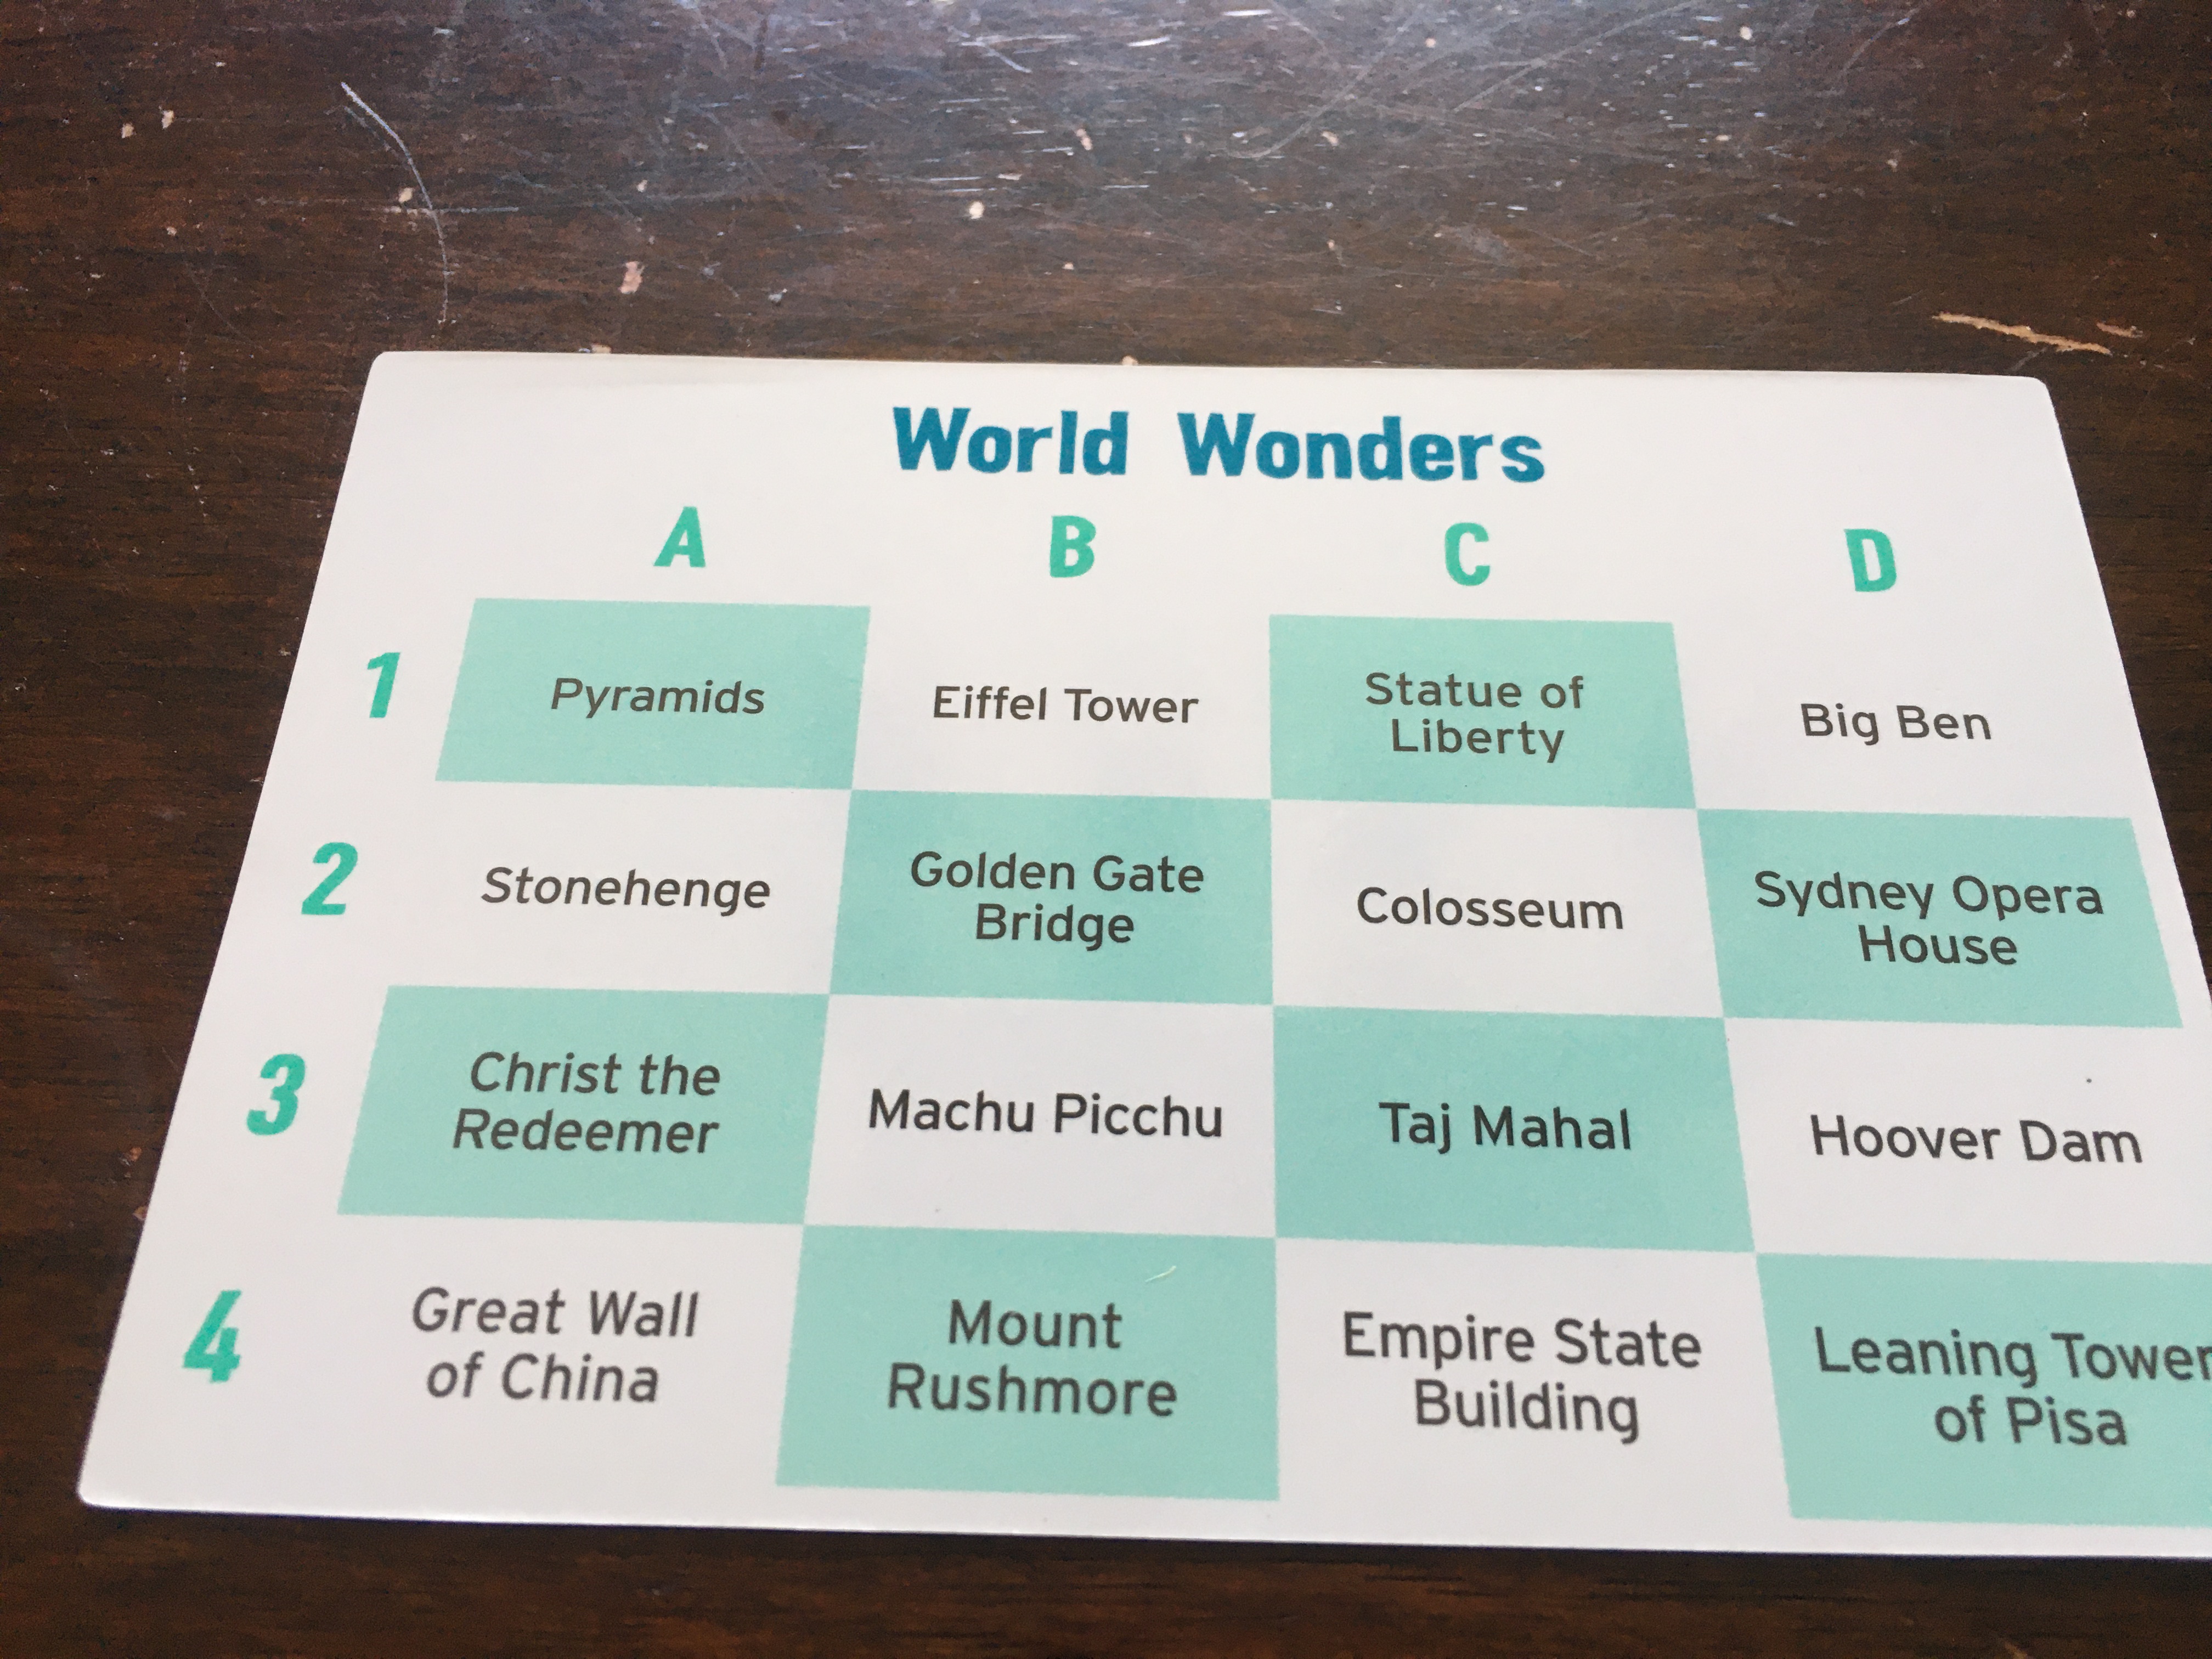 World Wonders
A B C D
1 Pyramids Eiffel Tower Statue of Liberty Big Ben
2 Stonehenge Golden Gate Bridge Colosseum Sydney Opera House
3 Christ the Redeemer Machu Picchu Taj Mahal Hoover Dam
4 Great Wall of China Mount Rushmore Empire State Building Leaning Tower of Pisa